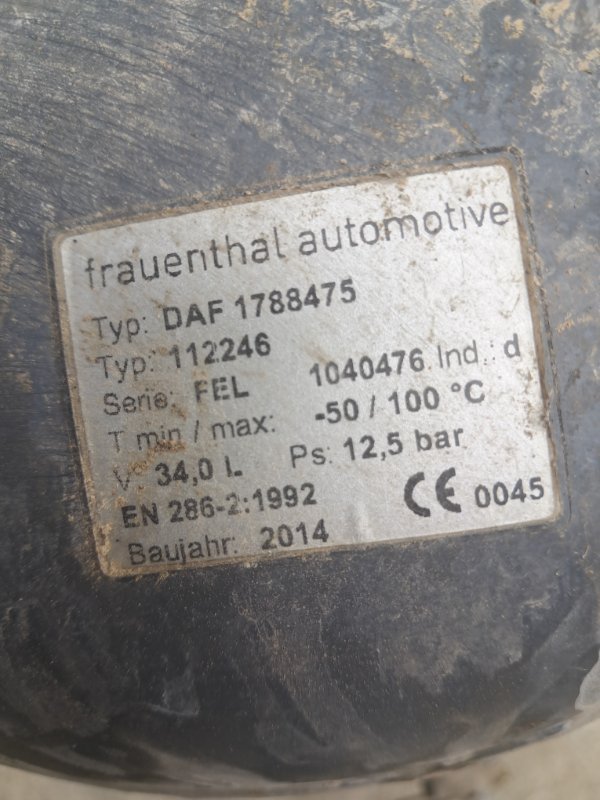 frauenthal automotive
Typ: DAF 1788475
Typ: 112246
Serie: FEL 1040476 Ind.: d
T min / max: -50 / 100 °C
V: 34,0 L Ps: 12,5 bar
EN 286-2:1992 CE 0045
Baujahr: 2014